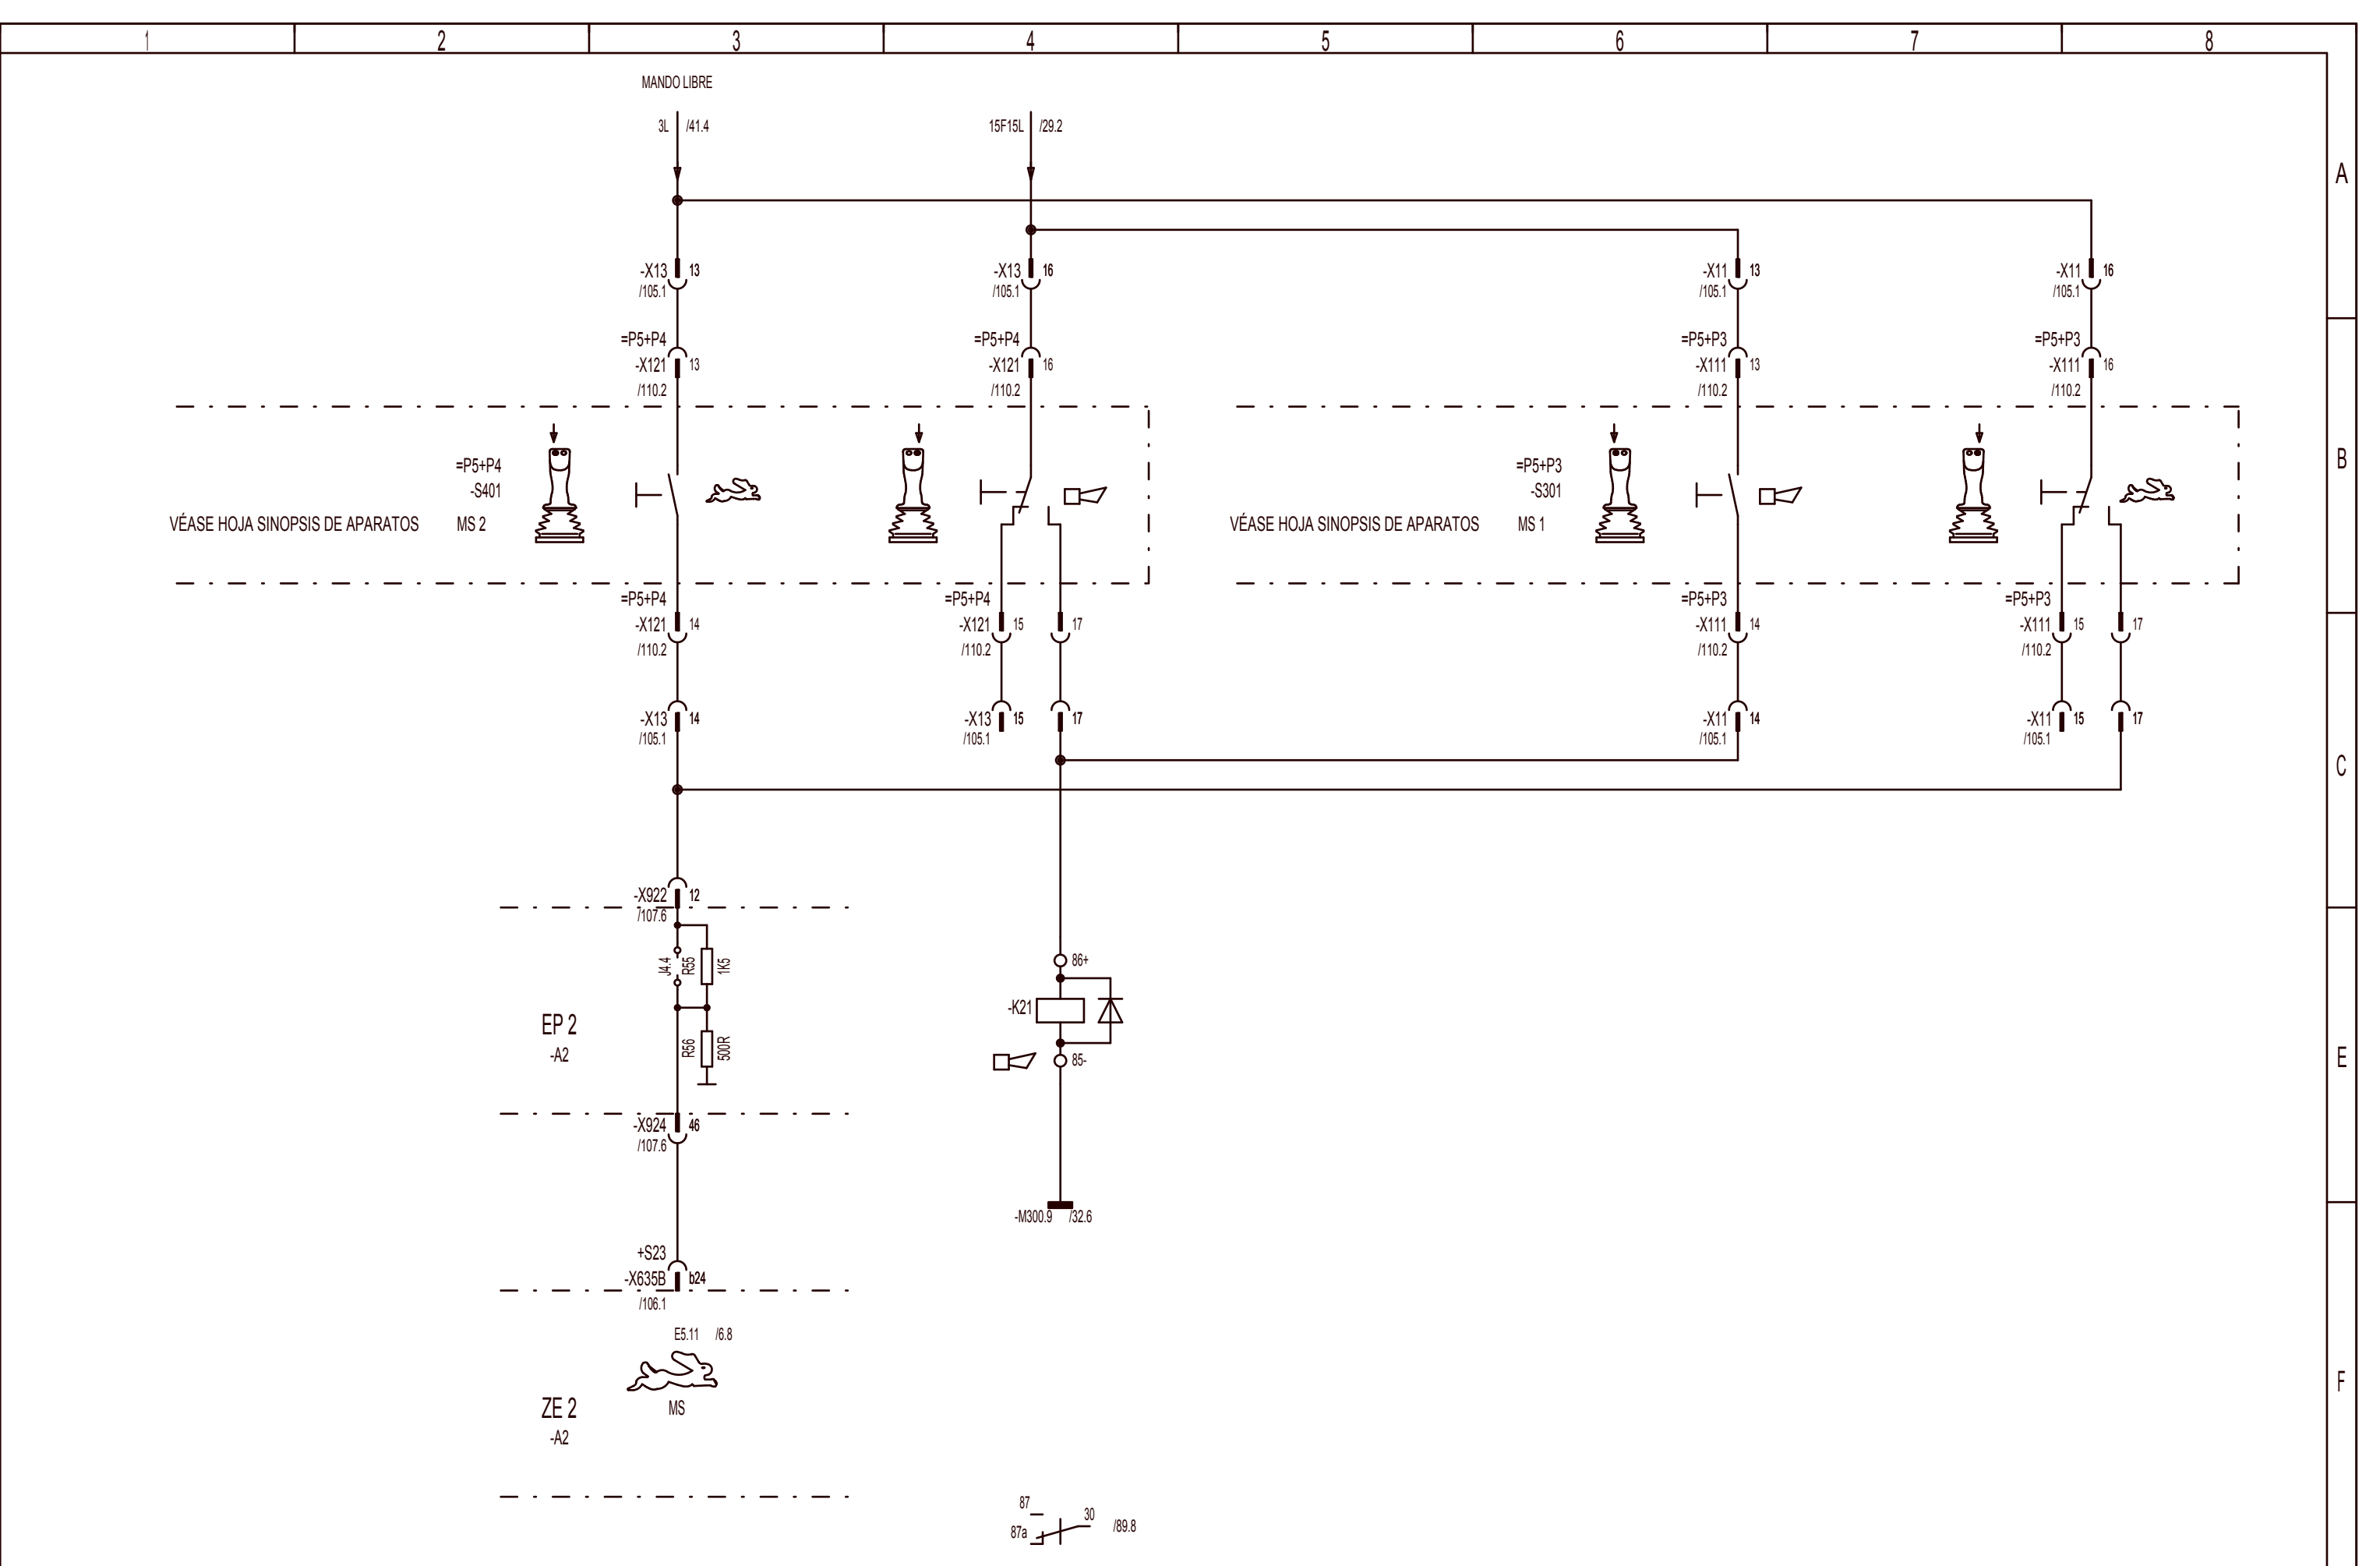 1 2 3 4 5 6 7 8
MANDO LIBRE
3L /41.4 15F15L /29.2
A
-X13 13 -X13 16 -X11 13 -X11 16
/105.1 /105.1 /105.1 /105.1
=P5+P4 =P5+P4 =P5+P3 =P5+P3
-X121 13 -X121 16 -X111 13 -X111 16
/110.2 /110.2 /110.2 /110.2
B
=P5+P4 =P5+P3
-S401 -S301
VÉASE HOJA SINOPSIS DE APARATOS MS 2 VÉASE HOJA SINOPSIS DE APARATOS MS 1
=P5+P4 =P5+P4 =P5+P3 =P5+P3
-X121 14 -X121 15 17 -X111 14 -X111 15 17
/110.2 /110.2 /110.2 /110.2
-X13 14 -X13 15 17 -X11 14 -X11 15 17
/105.1 /105.1 /105.1 /105.1
C
-X922 12
/107.6
J4.4 R55 1K5 86+
-K21
EP 2 R56 500R
-A2 85-
E
-X924 46
/107.6
-M300.9 /32.6
+S23
-X635B b24
/106.1
E5.11 /6.8
F
ZE 2 MS
-A2
87
30 /89.8
87a